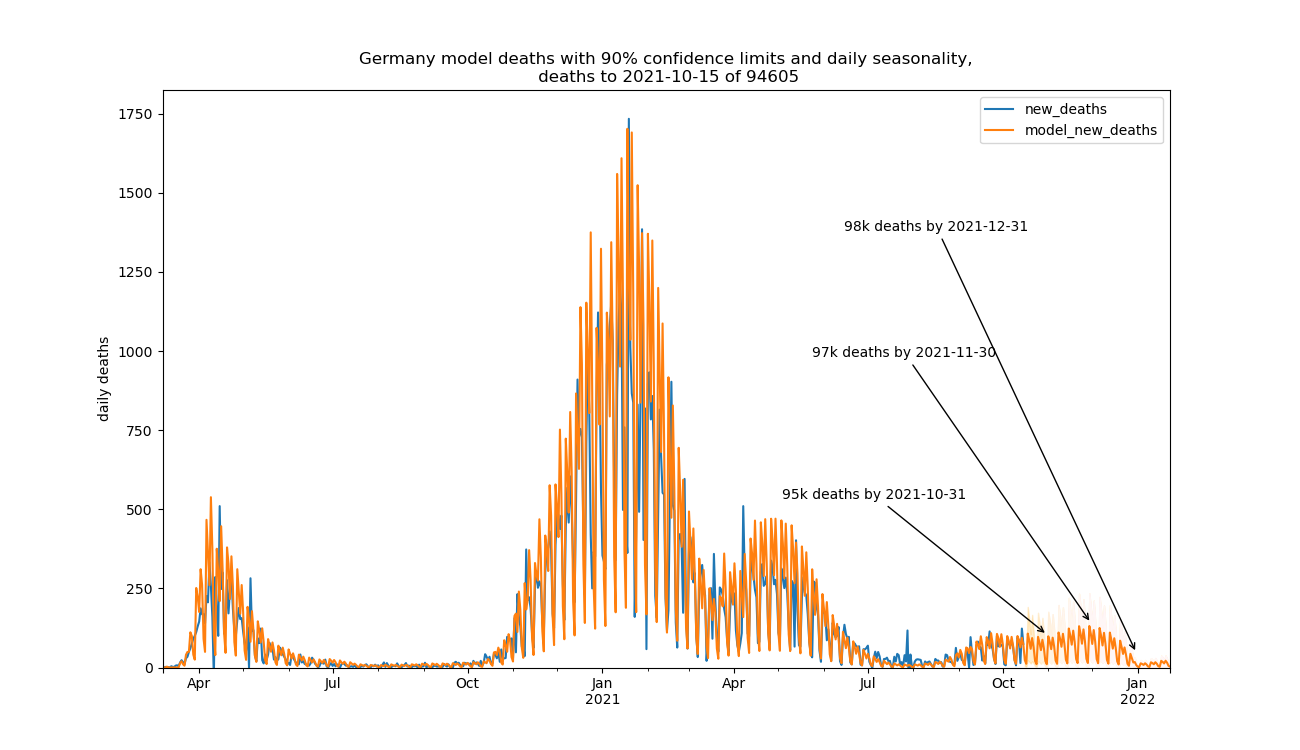 Germany model deaths with 90% confidence limits and daily seasonality,
deaths to 2021-10-15 of 94605
1750
1500
1250
1000
750
500
250
0
daily deaths
new_deaths
model_new_deaths
98k deaths by 2021-12-31
97k deaths by 2021-11-30
95k deaths by 2021-10-31
Apr
Jul
Oct
Jan
2021
Apr
Jul
Oct
Jan
2022